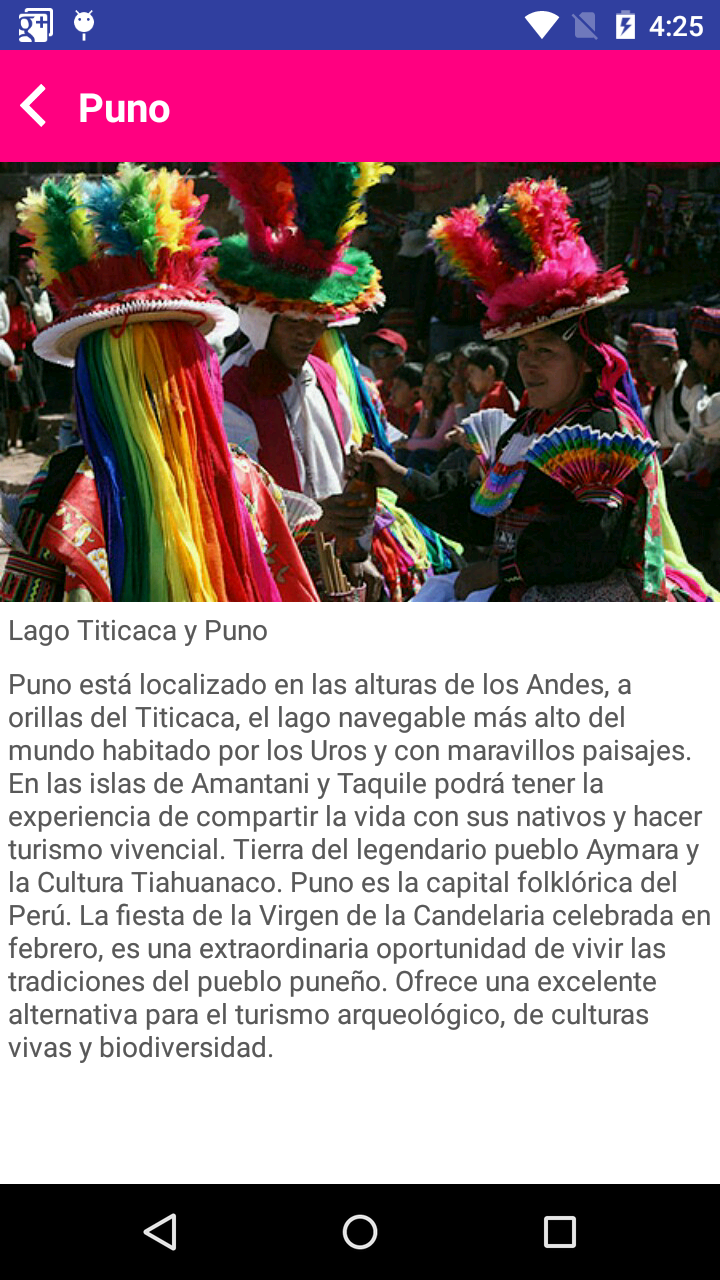 4:25
Puno
Lago Titicaca y Puno
Puno está localizado en las alturas de los Andes, a
orillas del Titicaca, el lago navegable más alto del
mundo habitado por los Uros y con maravillos paisajes.
En las islas de Amantani y Taquile podrá tener la
experiencia de compartir la vida con sus nativos y hacer
turismo vivencial. Tierra del legendario pueblo Aymara y
la Cultura Tiahuanaco. Puno es la capital folklórica del
Perú. La fiesta de la Virgen de la Candelaria celebrada en
febrero, es una extraordinaria oportunidad de vivir las
tradiciones del pueblo puneño. Ofrece una excelente
alternativa para el turismo arqueológico, de culturas
vivas y biodiversidad.